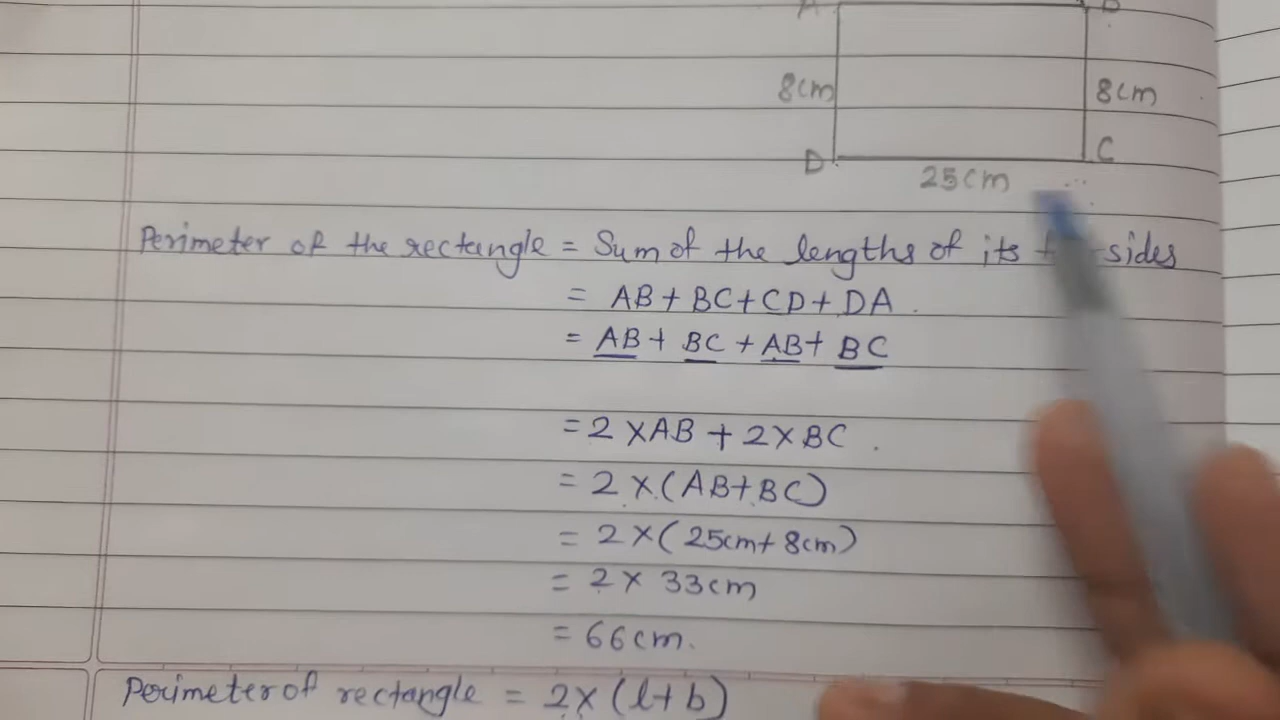 A B
8cm 8cm
D C
25cm
Perimeter of the rectangle = Sum of the lengths of its sides
= AB + BC + CD + DA.
= AB + BC + AB + BC
= 2 × AB + 2 × BC.
= 2 × (AB + BC)
= 2 × (25cm + 8cm)
= 2 × 33cm
= 66cm.
Perimeter of rectangle = 2 × (l + b)